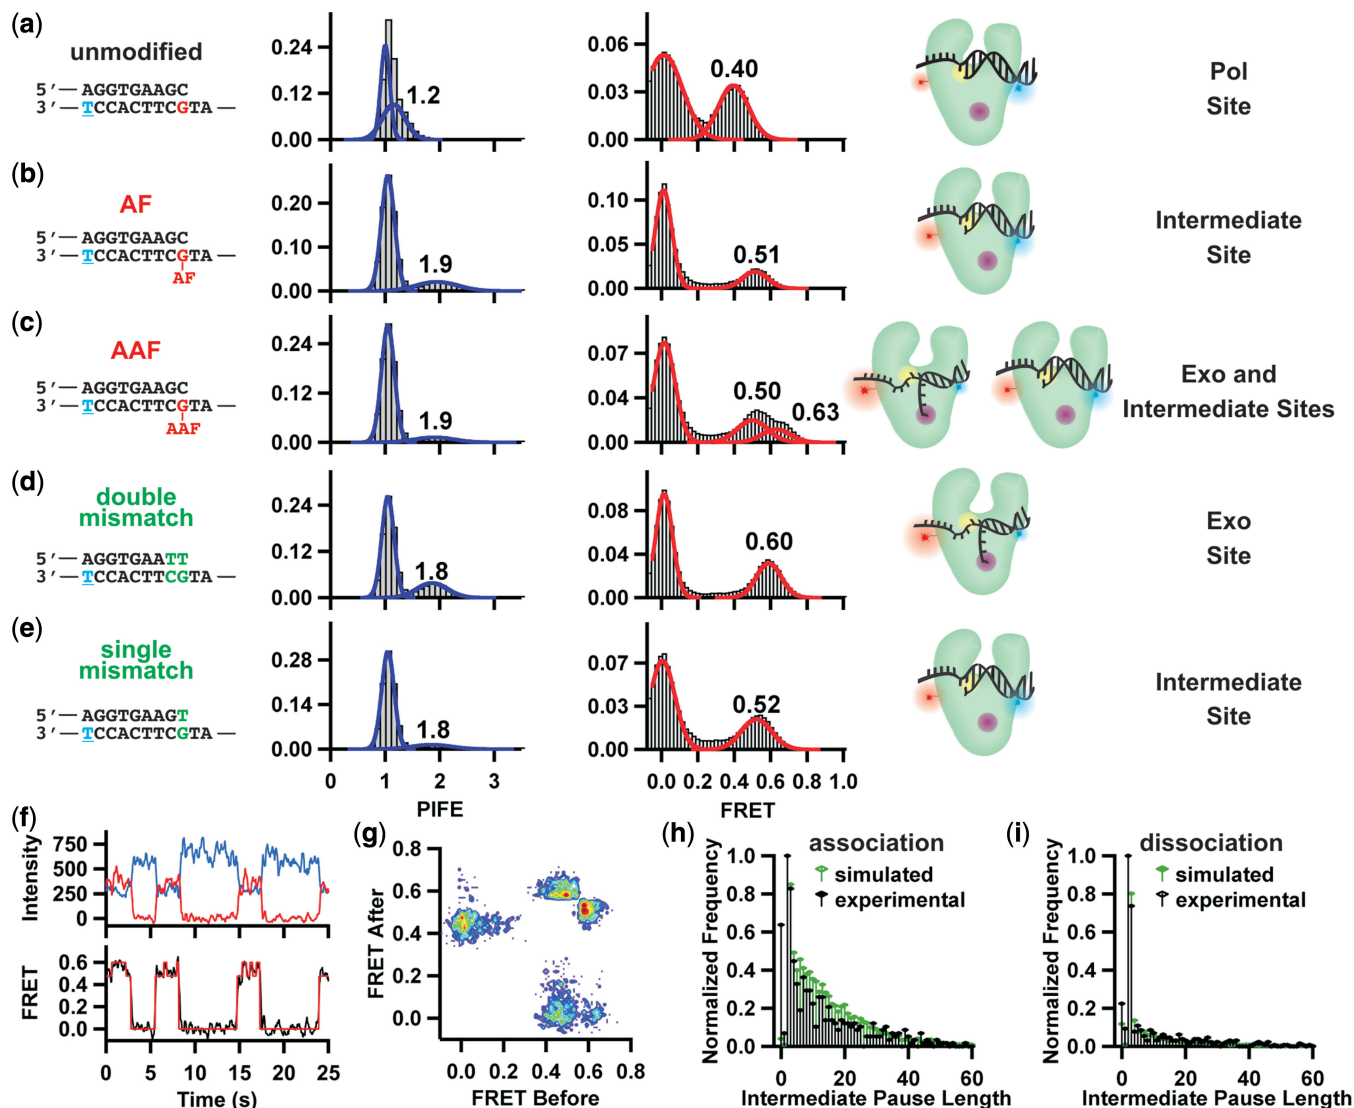 (a)
unmodified
5′— AGGTGAAGC
3′— TCCACTTCGTA —
0.24
0.12
0.00
1.2
0.06
0.03
0.00
0.40
Pol
Site
(b)
AF
5′— AGGTGAAGC
3′— TCCACTTCGTA —
AF
0.20
0.10
0.00
1.9
0.10
0.05
0.00
0.51
Intermediate
Site
(c)
AAF
5′— AGGTGAAGC
3′— TCCACTTCGTA —
AAF
0.24
0.12
0.00
1.9
0.07
0.04
0.00
0.50
0.63
Exo and
Intermediate Sites
(d)
double
mismatch
5′— AGGTGAATT
3′— TCCACTTCGTA —
0.24
0.12
0.00
1.8
0.08
0.04
0.00
0.60
Exo
Site
(e)
single
mismatch
5′— AGGTGAAGT
3′— TCCACTTCGTA —
0.28
0.14
0.00
1.8
0 1 2 3
PIFE
0.07
0.03
0.00
0.52
0.0 0.2 0.4 0.6 0.8 1.0
FRET
Intermediate
Site
(f)
Intensity
750
500
250
0
FRET
0.6
0.4
0.2
0.0
0 5 10 15 20 25
Time (s)
(g)
FRET After
0.8
0.6
0.4
0.2
0.0
0.0 0.2 0.4 0.6 0.8
FRET Before
(h)
association
simulated
experimental
Normalized Frequency
1.0
0.8
0.6
0.4
0.2
0.0
0 20 40 60
Intermediate Pause Length
(i)
dissociation
simulated
experimental
Normalized Frequency
1.0
0.8
0.6
0.4
0.2
0.0
0 20 40 60
Intermediate Pause Length